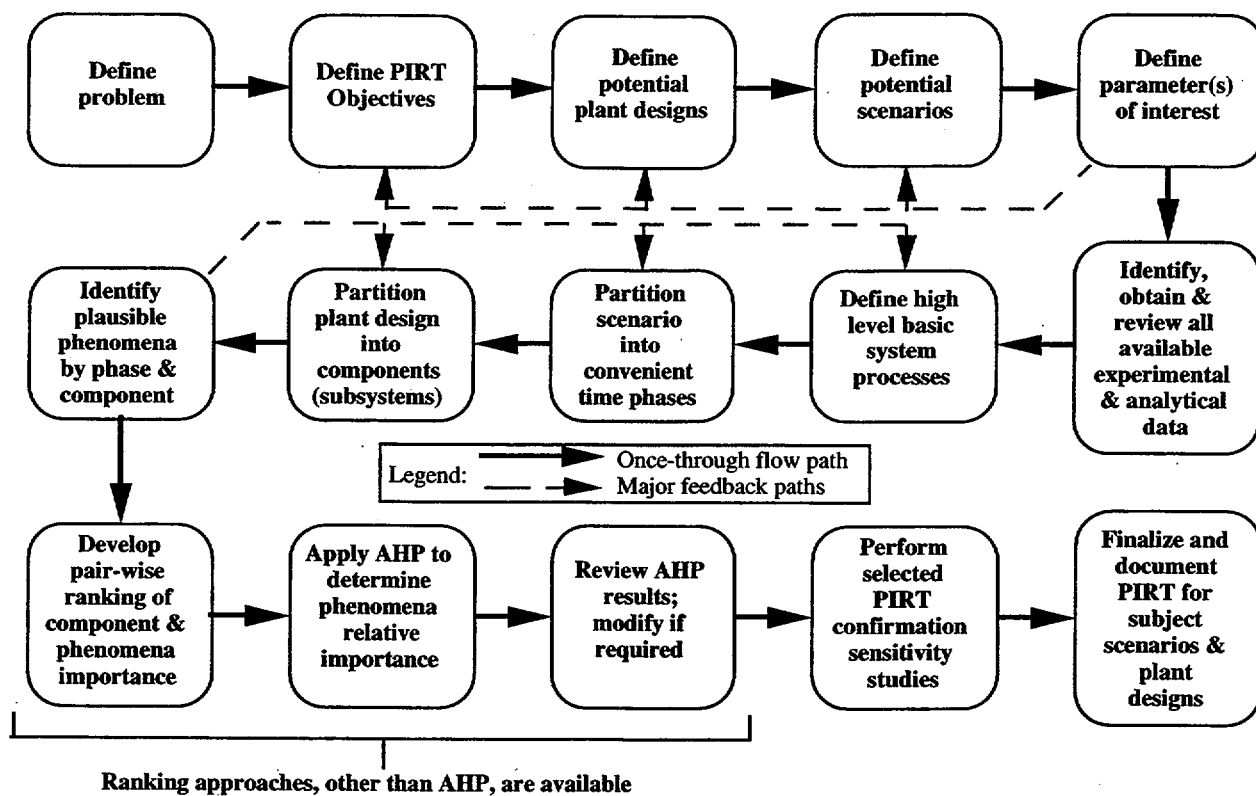 Define
problem
Define PIRT
Objectives
Define
potential
plant designs
Define
potential
scenarios
Define
parameter(s)
of interest
Identify
plausible
phenomena
by phase &
component
Partition
plant design
into
components
(subsystems)
Partition
scenario
into
convenient
time phases
Define high
level basic
system
processes
Identify,
obtain &
review all
available
experimental
& analytical
data
Legend:
Once-through flow path
Major feedback paths
Develop
pair-wise
ranking of
component &
phenomena
importance
Apply AHP to
determine
phenomena
relative
importance
Review AHP
results;
modify if
required
Perform
selected
PIRT
confirmation
sensitivity
studies
Finalize and
document
PIRT for
subject
scenarios &
plant
designs
Ranking approaches, other than AHP, are available